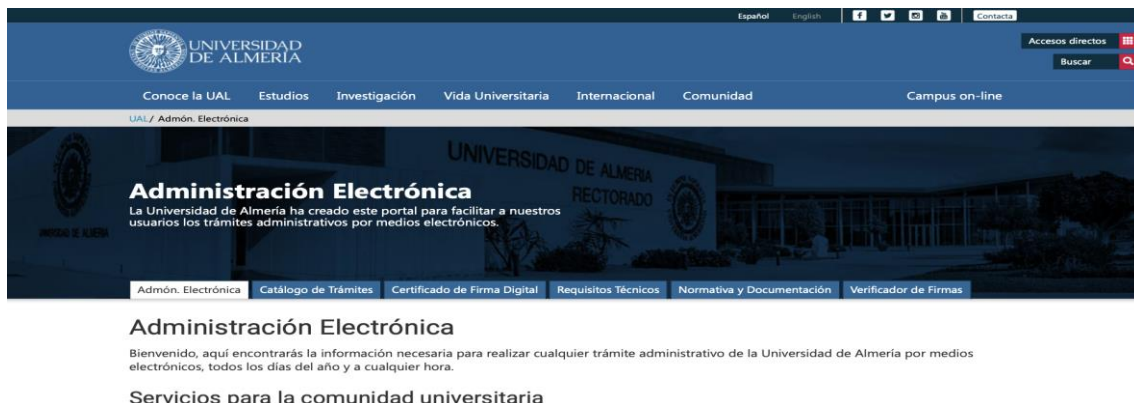 Español English Contacta
UNIVERSIDAD
DE ALMERÍA
Accesos directos
Buscar
Conoce la UAL Estudios Investigación Vida Universitaria Internacional Comunidad Campus on-line
UAL / Admón. Electrónica
UNIVERSIDAD DE ALMERIA
RECTORADO
UNIVERSIDAD DE ALMERÍA
Administración Electrónica
La Universidad de Almería ha creado este portal para facilitar a nuestros
usuarios los trámites administrativos por medios electrónicos.
Admón. Electrónica Catálogo de Trámites Certificado de Firma Digital Requisitos Técnicos Normativa y Documentación Verificador de Firmas
Administración Electrónica
Bienvenido, aquí encontrarás la información necesaria para realizar cualquier trámite administrativo de la Universidad de Almería por medios
electrónicos, todos los días del año y a cualquier hora.
Servicios para la comunidad universitaria